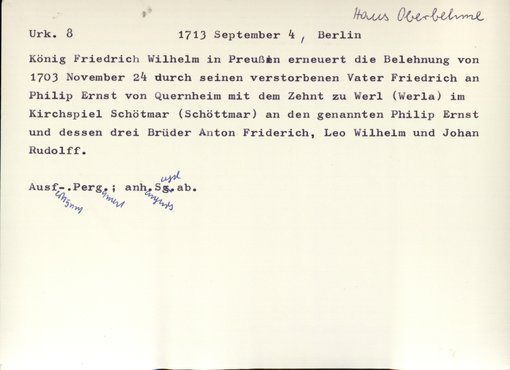 Haus Oberbehme
Urk. 8 1713 September 4, Berlin
König Friedrich Wilhelm in Preußen erneuert die Belehnung von
1703 November 24 durch seinen verstorbenen Vater Friedrich an
Philip Ernst von Quernheim mit dem Zehnt zu Werl (Werla) im
Kirchspiel Schötmar (Schöttmar) an den genannten Philip Ernst
und dessen drei Brüder Anton Friderich, Leo Wilhelm und Johan
Rudolff.
Ausf-.Perg.; anh.Sg.ab.
ertigung ament